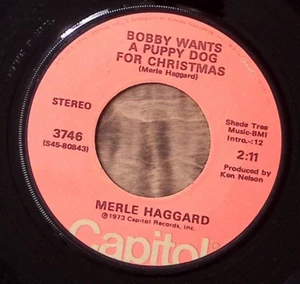 BOBBY WANTS
A PUPPY DOG
FOR CHRISTMAS
(Merle Haggard)
STEREO
3746
(S45-80843)
Shade Tree
Music-BMI
Intro.-:12
2:11
Produced by
Ken Nelson
MERLE HAGGARD
℗1973 Capitol Records, Inc.
Capitol